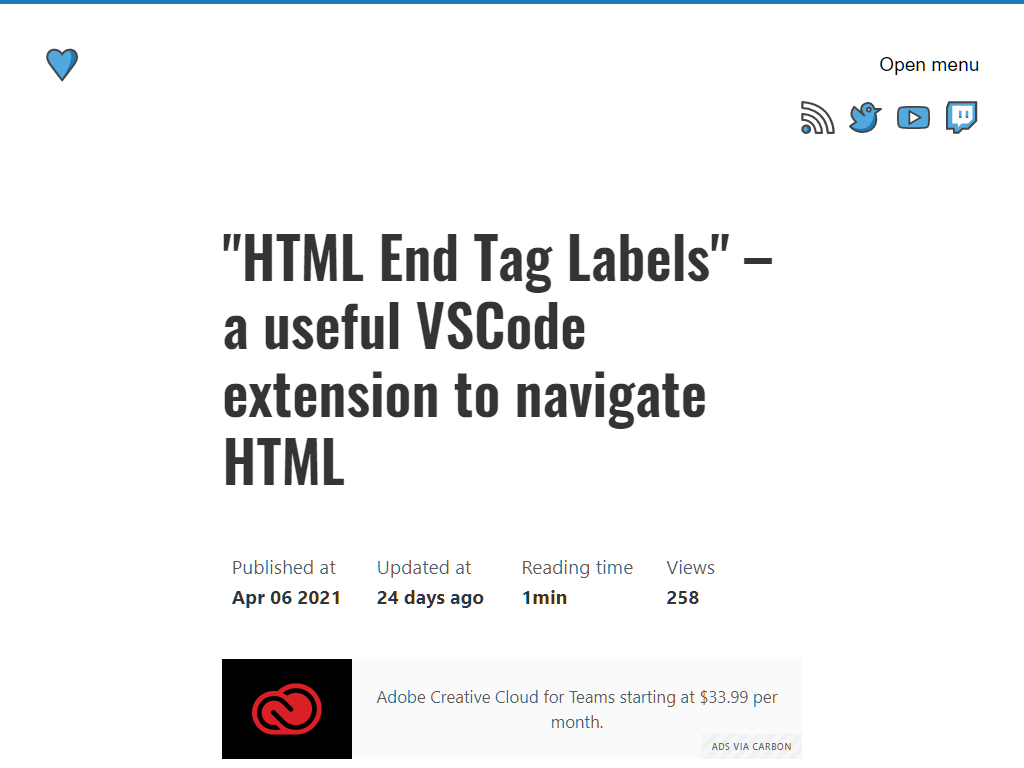 Open menu
"HTML End Tag Labels" –
a useful VSCode
extension to navigate
HTML
Published at
Apr 06 2021
Updated at
24 days ago
Reading time
1min
Views
258
Adobe Creative Cloud for Teams starting at $33.99 per
month.
ADS VIA CARBON